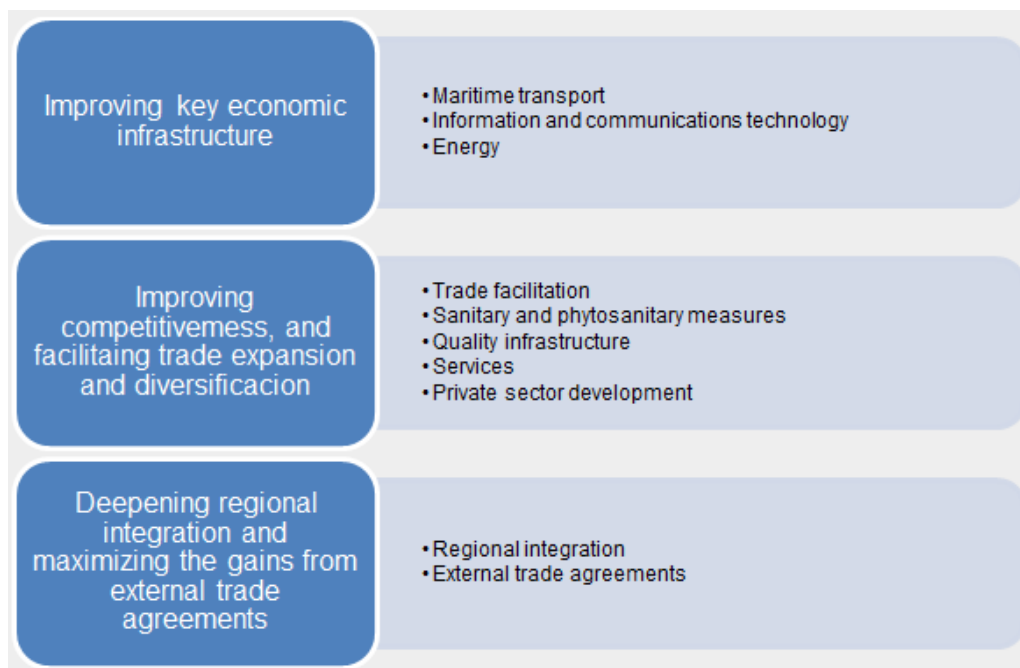 Improving key economic
infrastructure
• Maritime transport
• Information and communications technology
• Energy
Improving
competitivemess, and
facilitaing trade expansion
and diversificacion
• Trade facilitation
• Sanitary and phytosanitary measures
• Quality infrastructure
• Services
• Private sector development
Deepening regional
integration and
maximizing the gains from
external trade
agreements
• Regional integration
• External trade agreements